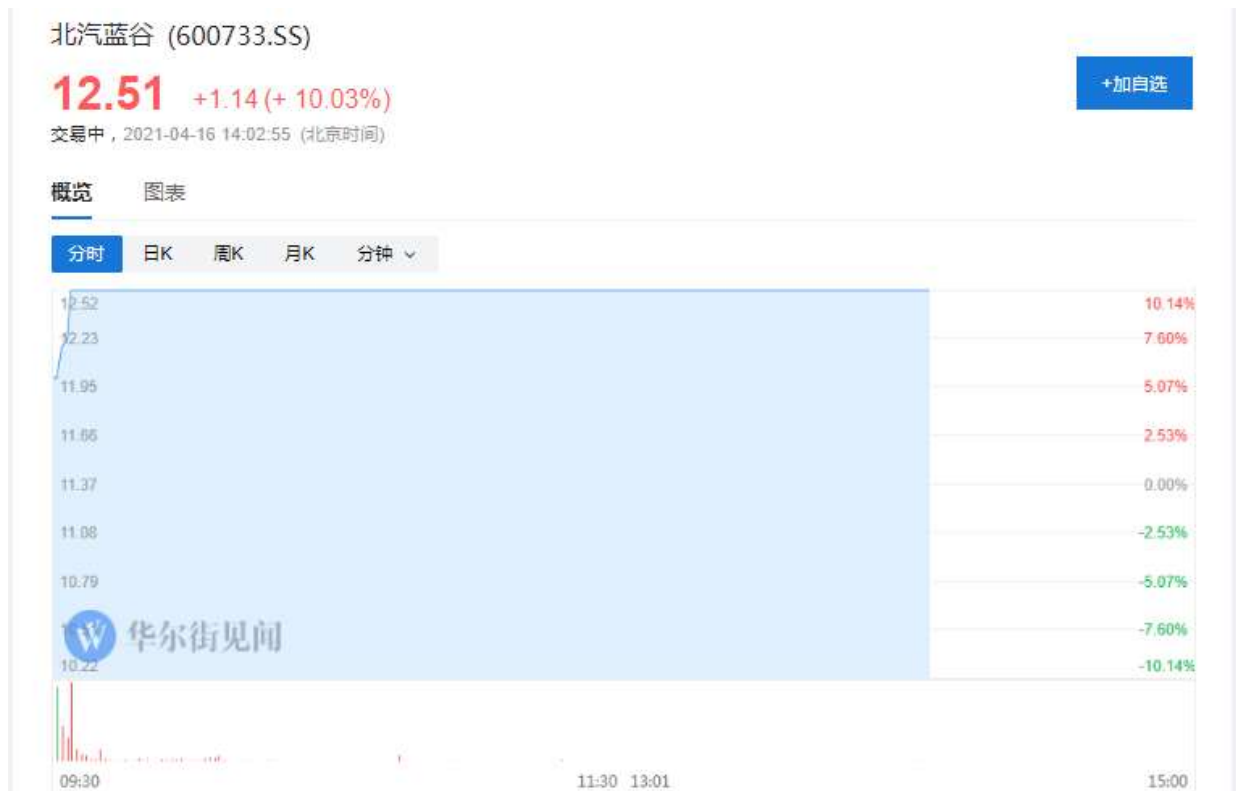 北汽蓝谷 (600733.SS)
12.51 +1.14 (+ 10.03%)
+加自选
交易中，2021-04-16 14:02:55 (北京时间)
概览 图表
分时 日K 周K 月K 分钟
12.52 10.14%
12.23 7.60%
11.95 5.07%
11.66 2.53%
11.37 0.00%
11.08 -2.53%
10.79 -5.07%
华尔街见闻 -7.60%
10.22 -10.14%
09:30 11:30 13:01 15:00